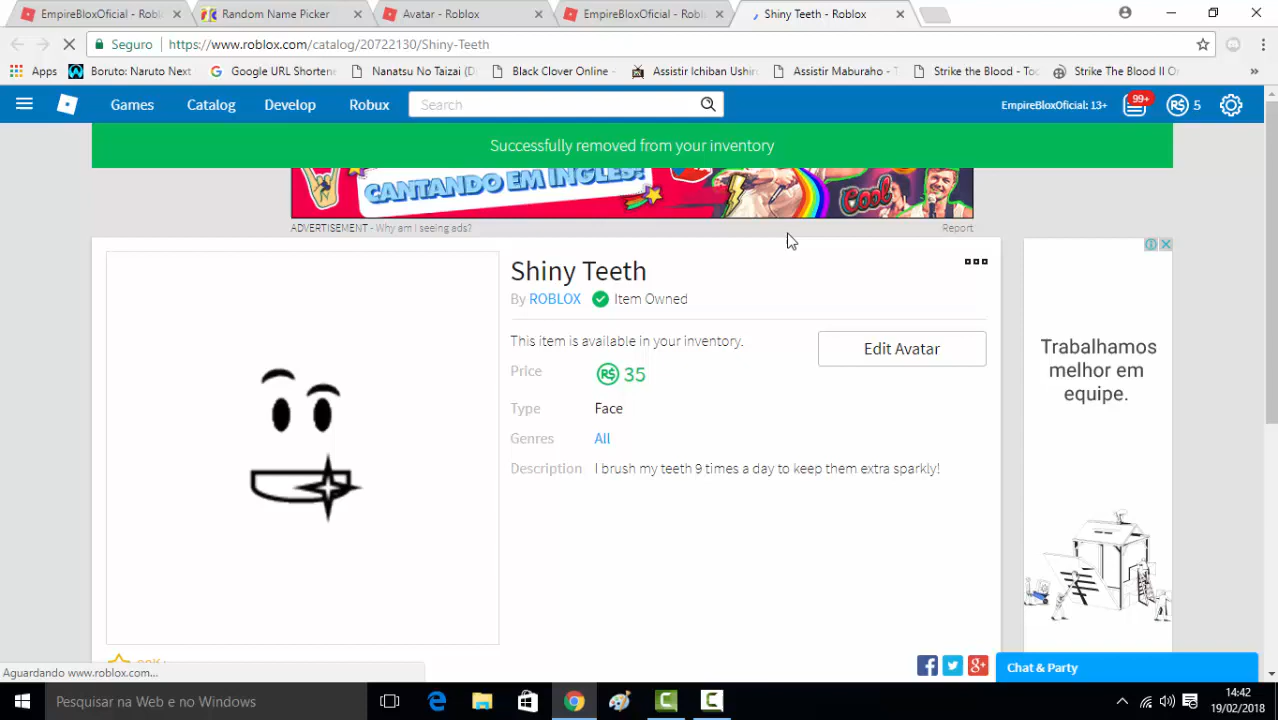 EmpireBloxOficial - Robl
Random Name Picker
Avatar - Roblox
EmpireBloxOficial - Robl
Shiny Teeth - Roblox
Seguro
https://www.roblox.com/catalog/20722130/Shiny-Teeth
Apps
Boruto: Naruto Next
Google URL Shortene
Nanatsu No Taizai (D
Black Clover Online -
Assistir Ichiban Ushir
Assistir Maburaho - T
Strike the Blood - Too
Strike The Blood II O
»
Games
Catalog
Develop
Robux
Search
EmpireBloxOficial: 13+
99+
R$ 5
Successfully removed from your inventory
CANTANDO EM INGLÊS!
Cool
ADVERTISEMENT - Why am I seeing ads?
Report
Shiny Teeth
By ROBLOX
Item Owned
This item is available in your inventory.
Edit Avatar
Price
R$ 35
Type
Face
Genres
All
Description
I brush my teeth 9 times a day to keep them extra sparkly!
Trabalhamos
melhor em
equipe.
Aguardando www.roblox.com...
Chat & Party
Pesquisar na Web e no Windows
14:42
19/02/2018